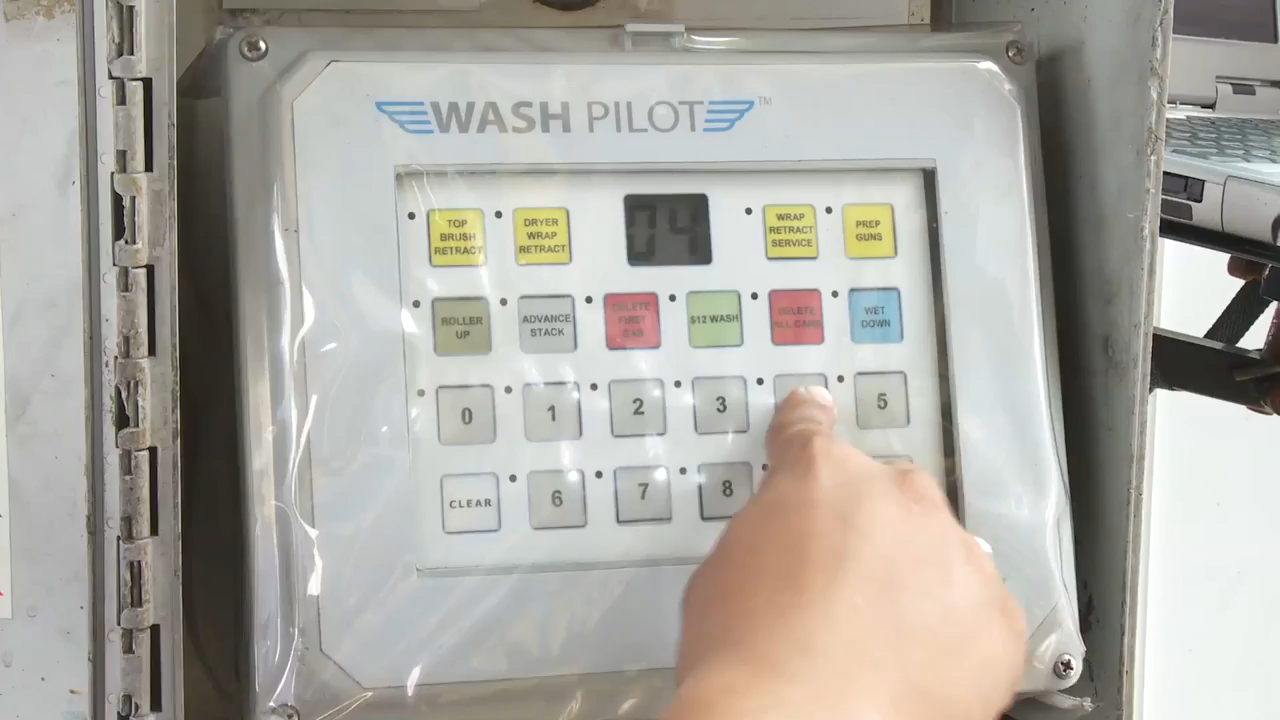 WASH PILOT™
TOP
BRUSH
RETRACT
DRYER
WRAP
RETRACT
04
WRAP
RETRACT
SERVICE
PREP
GUNS
ROLLER
UP
ADVANCE
STACK
DELETE
FIRST
CAR
$12 WASH
DELETE
ALL CARS
WET
DOWN
0
1
2
3
5
CLEAR
6
7
8